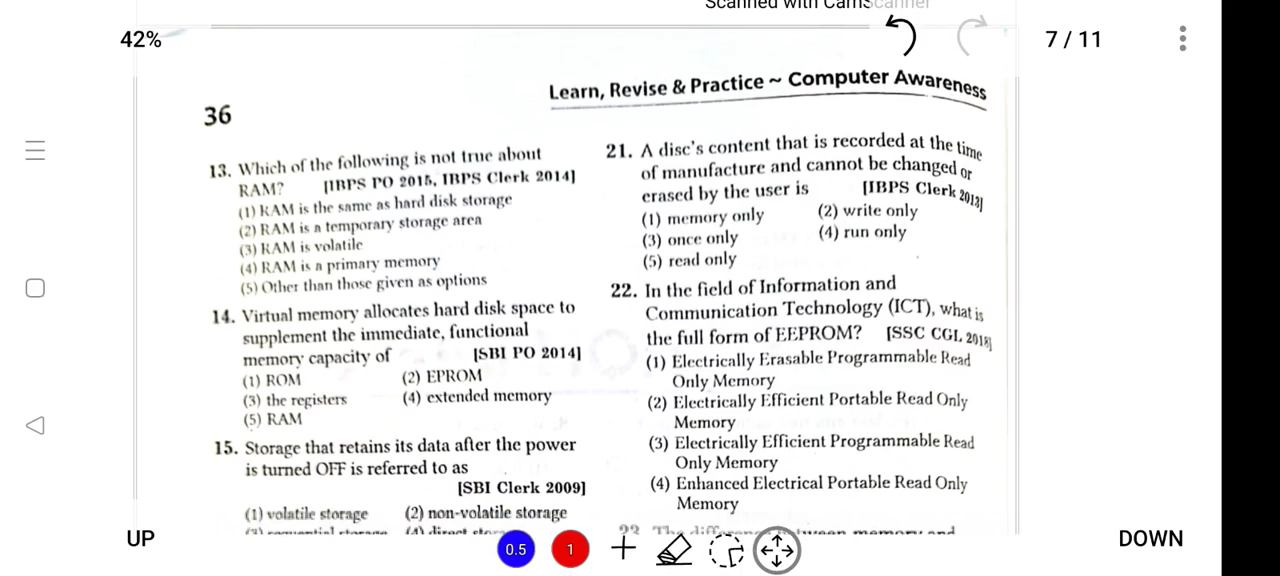 Scanned with CamScanner
42%
7 / 11
Learn, Revise & Practice ~ Computer Awareness
36
13. Which of the following is not true about
RAM? [IBPS PO 2015, IBPS Clerk 2014]
(1) RAM is the same as hard disk storage
(2) RAM is a temporary storage area
(3) RAM is volatile
(4) RAM is a primary memory
(5) Other than those given as options
14. Virtual memory allocates hard disk space to
supplement the immediate, functional
memory capacity of [SBI PO 2014]
(1) ROM (2) EPROM
(3) the registers (4) extended memory
(5) RAM
15. Storage that retains its data after the power
is turned OFF is referred to as
[SBI Clerk 2009]
(1) volatile storage (2) non-volatile storage
(3) sequential storage (4) direct
21. A disc's content that is recorded at the time
of manufacture and cannot be changed or
erased by the user is [IBPS Clerk 2013]
(1) memory only (2) write only
(3) once only (4) run only
(5) read only
22. In the field of Information and
Communication Technology (ICT), what is
the full form of EEPROM? [SSC CGL 2018]
(1) Electrically Erasable Programmable Read
Only Memory
(2) Electrically Efficient Portable Read Only
Memory
(3) Electrically Efficient Programmable Read
Only Memory
(4) Enhanced Electrical Portable Read Only
Memory
23 The between memory and
UP
0.5
1
DOWN